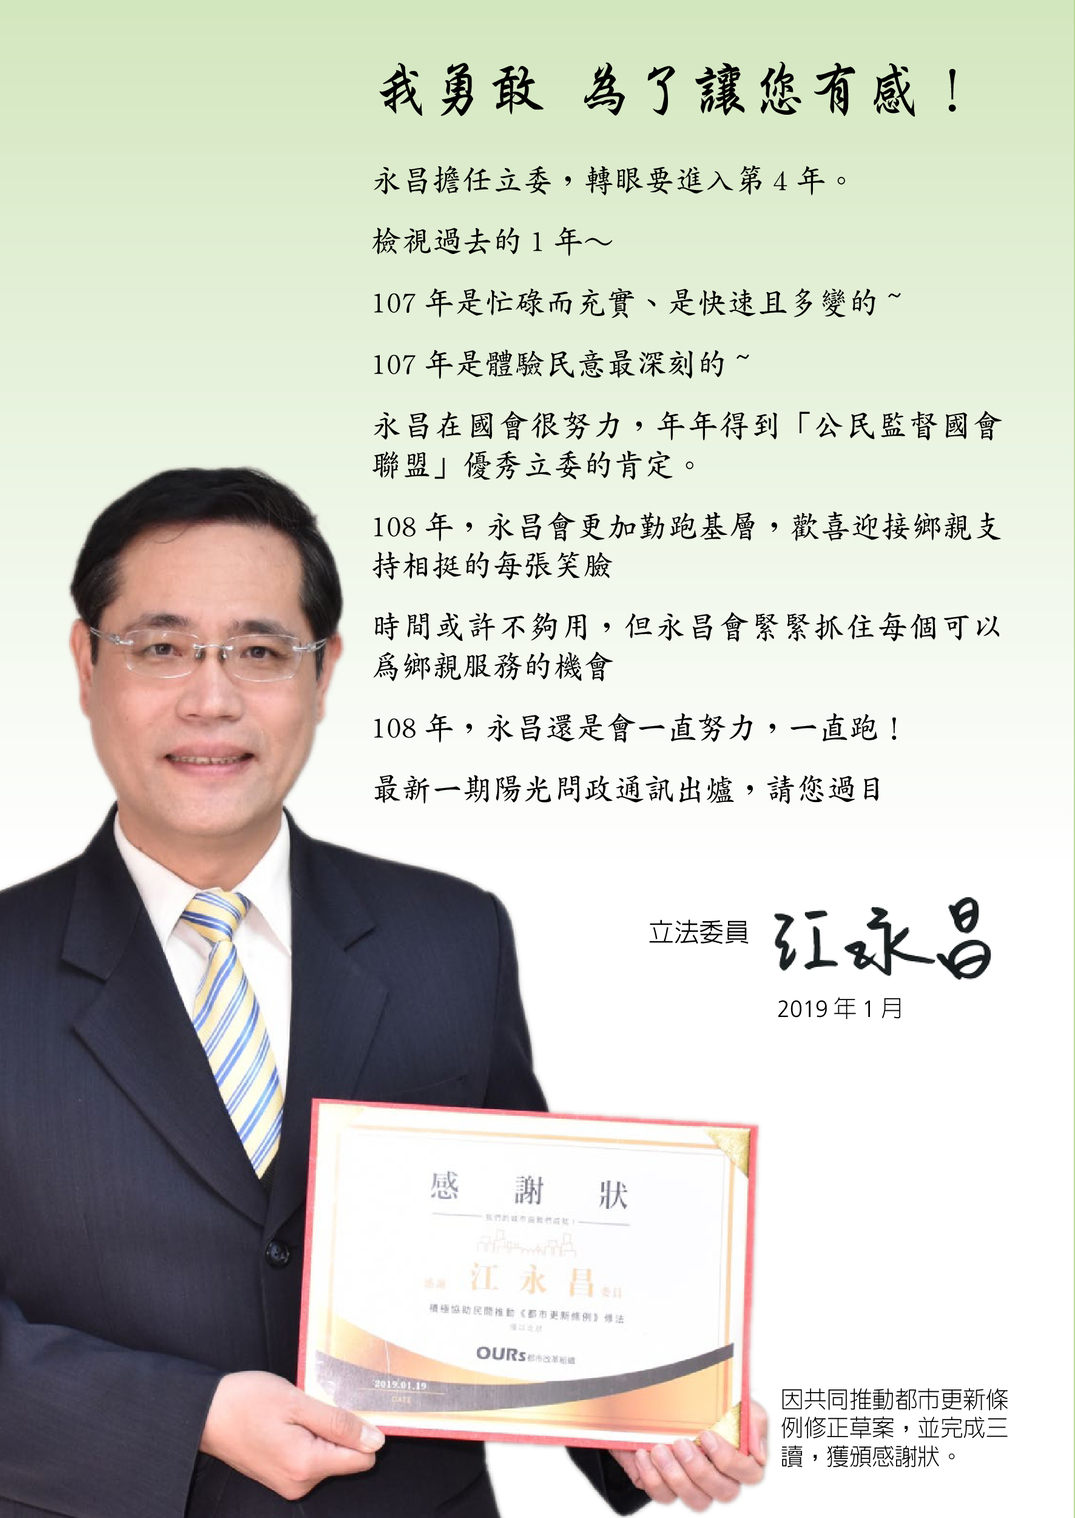 我勇敢 為了讓您有感！
永昌擔任立委，轉眼要進入第 4 年。
檢視過去的 1 年～
107 年是忙碌而充實、是快速且多變的 ~
107 年是體驗民意最深刻的 ~
永昌在國會很努力，年年得到「公民監督國會
聯盟」優秀立委的肯定。
108 年，永昌會更加勤跑基層，歡喜迎接鄉親支
持相挺的每張笑臉
時間或許不夠用，但永昌會緊緊抓住每個可以
為鄉親服務的機會
108 年，永昌還是會一直努力，一直跑！
最新一期陽光問政通訊出爐，請您過目
立法委員 江永昌
2019 年 1 月
感謝狀
感謝 江永昌 委員
積極協助民間推動《都市更新條例》修法
OURs 都市改革組織
2019.01.19
DATE
因共同推動都市更新條
例修正草案，並完成三
讀，獲頒感謝狀。